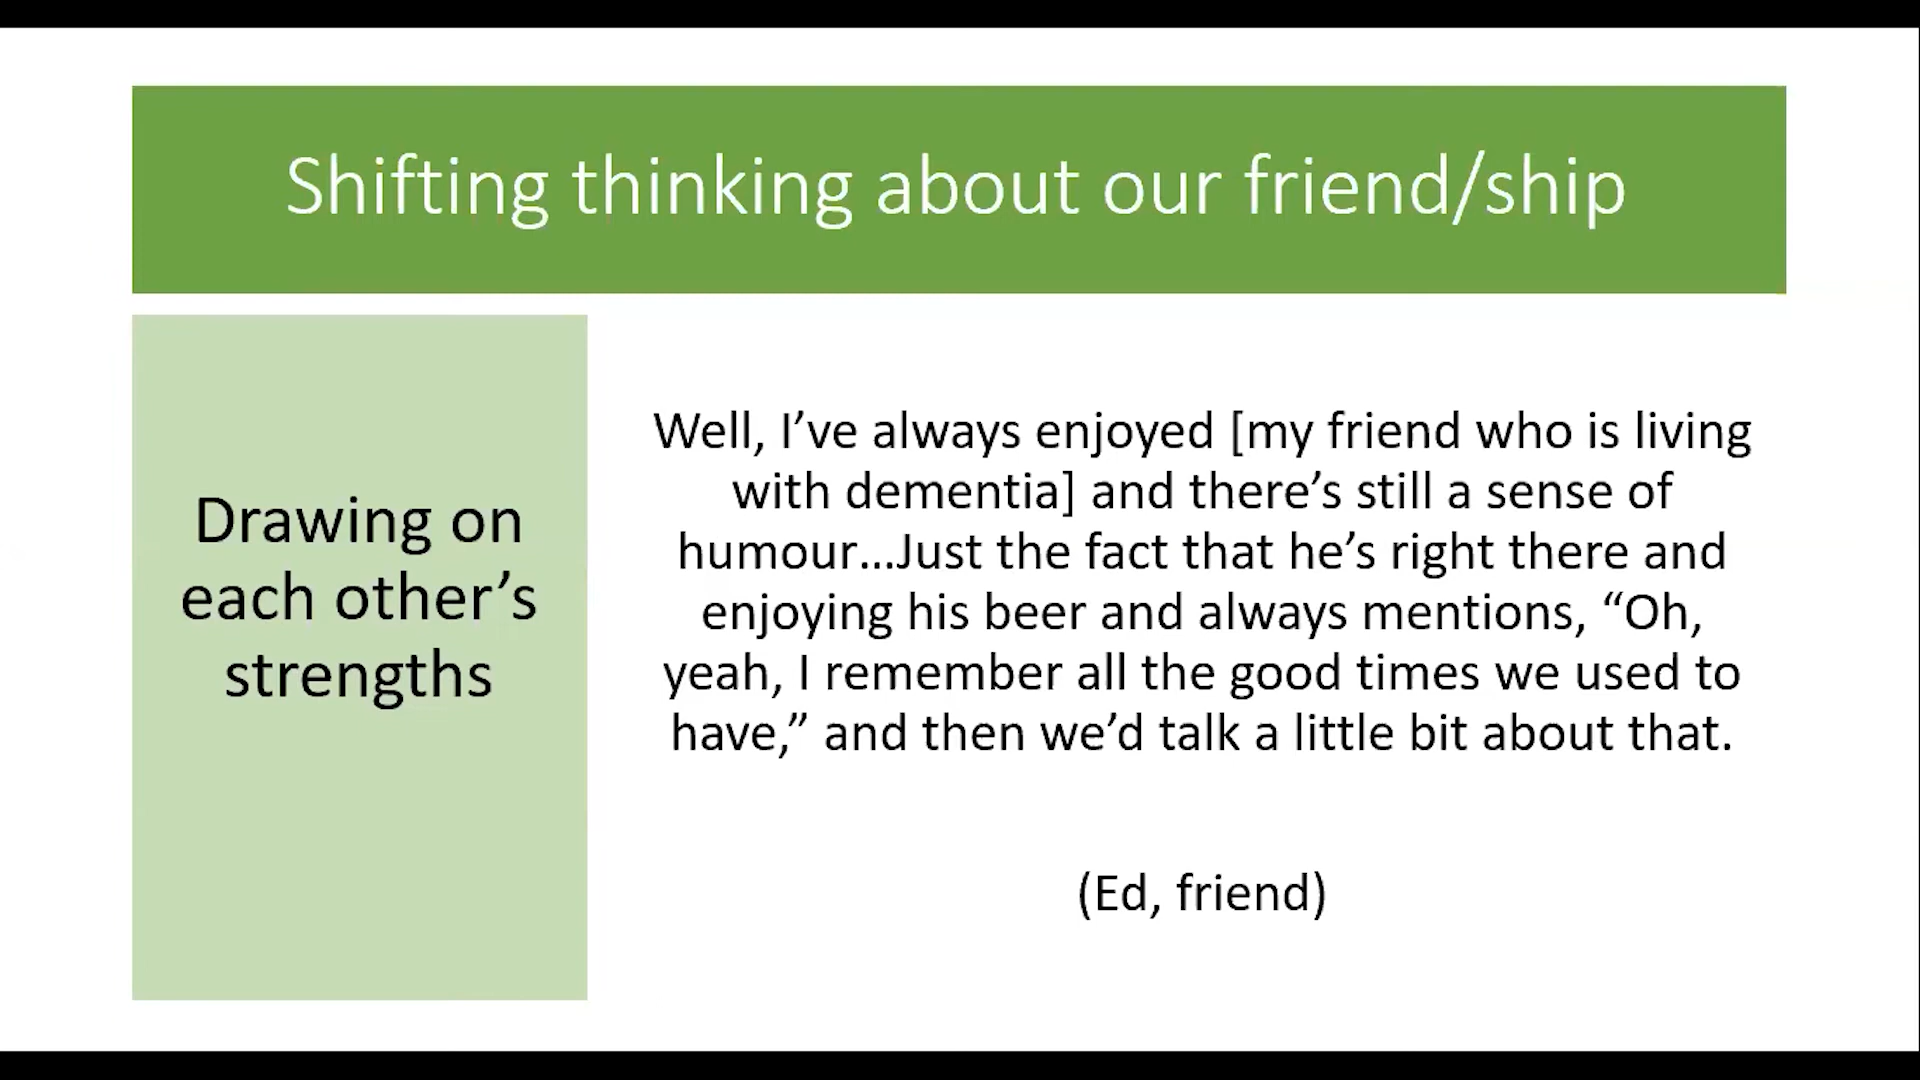 Shifting thinking about our friend/ship
Drawing on
each other’s
strengths
Well, I’ve always enjoyed [my friend who is living
with dementia] and there’s still a sense of
humour…Just the fact that he’s right there and
enjoying his beer and always mentions, “Oh,
yeah, I remember all the good times we used to
have,” and then we’d talk a little bit about that.
(Ed, friend)